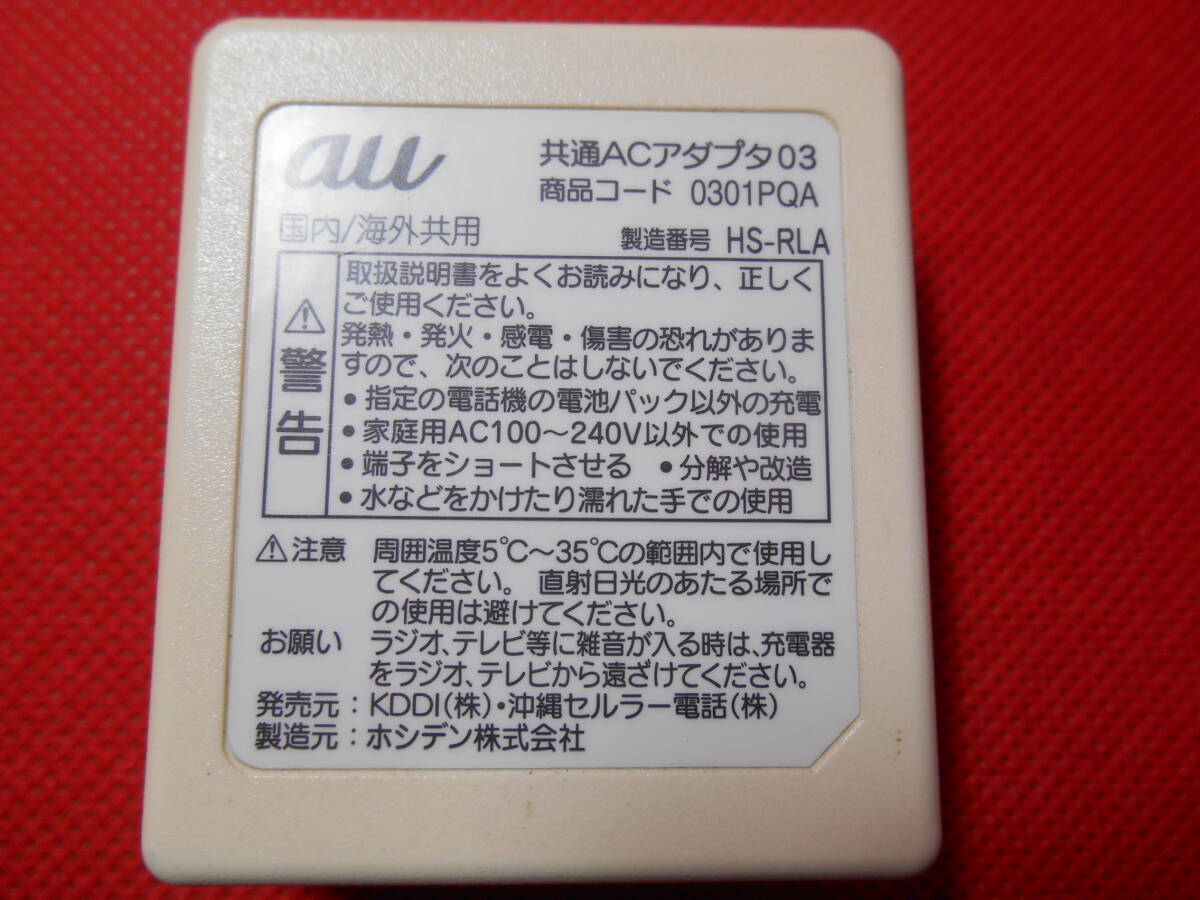 au
共通ACアダプタ03
商品コード 0301PQA
国内/海外共用
製造番号 HS-RLA
警告
取扱説明書をよくお読みになり、正しく
ご使用ください。
発熱・発火・感電・傷害の恐れがありま
すので、次のことはしないでください。
●指定の電話機の電池パック以外の充電
●家庭用AC100～240V以外での使用
●端子をショートさせる ●分解や改造
●水などをかけたり濡れた手での使用
⚠注意 周囲温度5℃～35℃の範囲内で使用し
てください。 直射日光のあたる場所で
の使用は避けてください。
お願い ラジオ、テレビ等に雑音が入る時は、充電器
をラジオ、テレビから遠ざけてください。
発売元：KDDI(株)・沖縄セルラー電話(株)
製造元：ホシデン株式会社